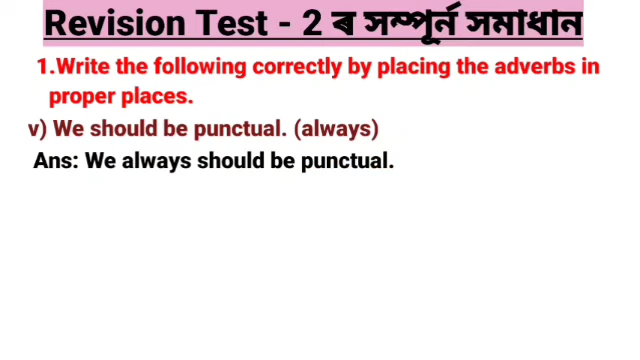 Revision Test - 2 ৰ সম্পূৰ্ন সমাধান
1.Write the following correctly by placing the adverbs in
proper places.
v) We should be punctual. (always)
Ans: We always should be punctual.